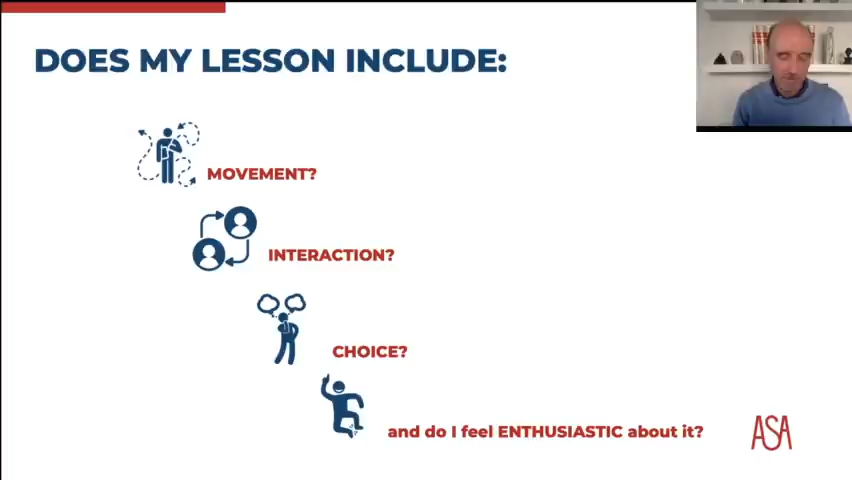 DOES MY LESSON INCLUDE:
MOVEMENT?
INTERACTION?
CHOICE?
and do I feel ENTHUSIASTIC about it?
ASA